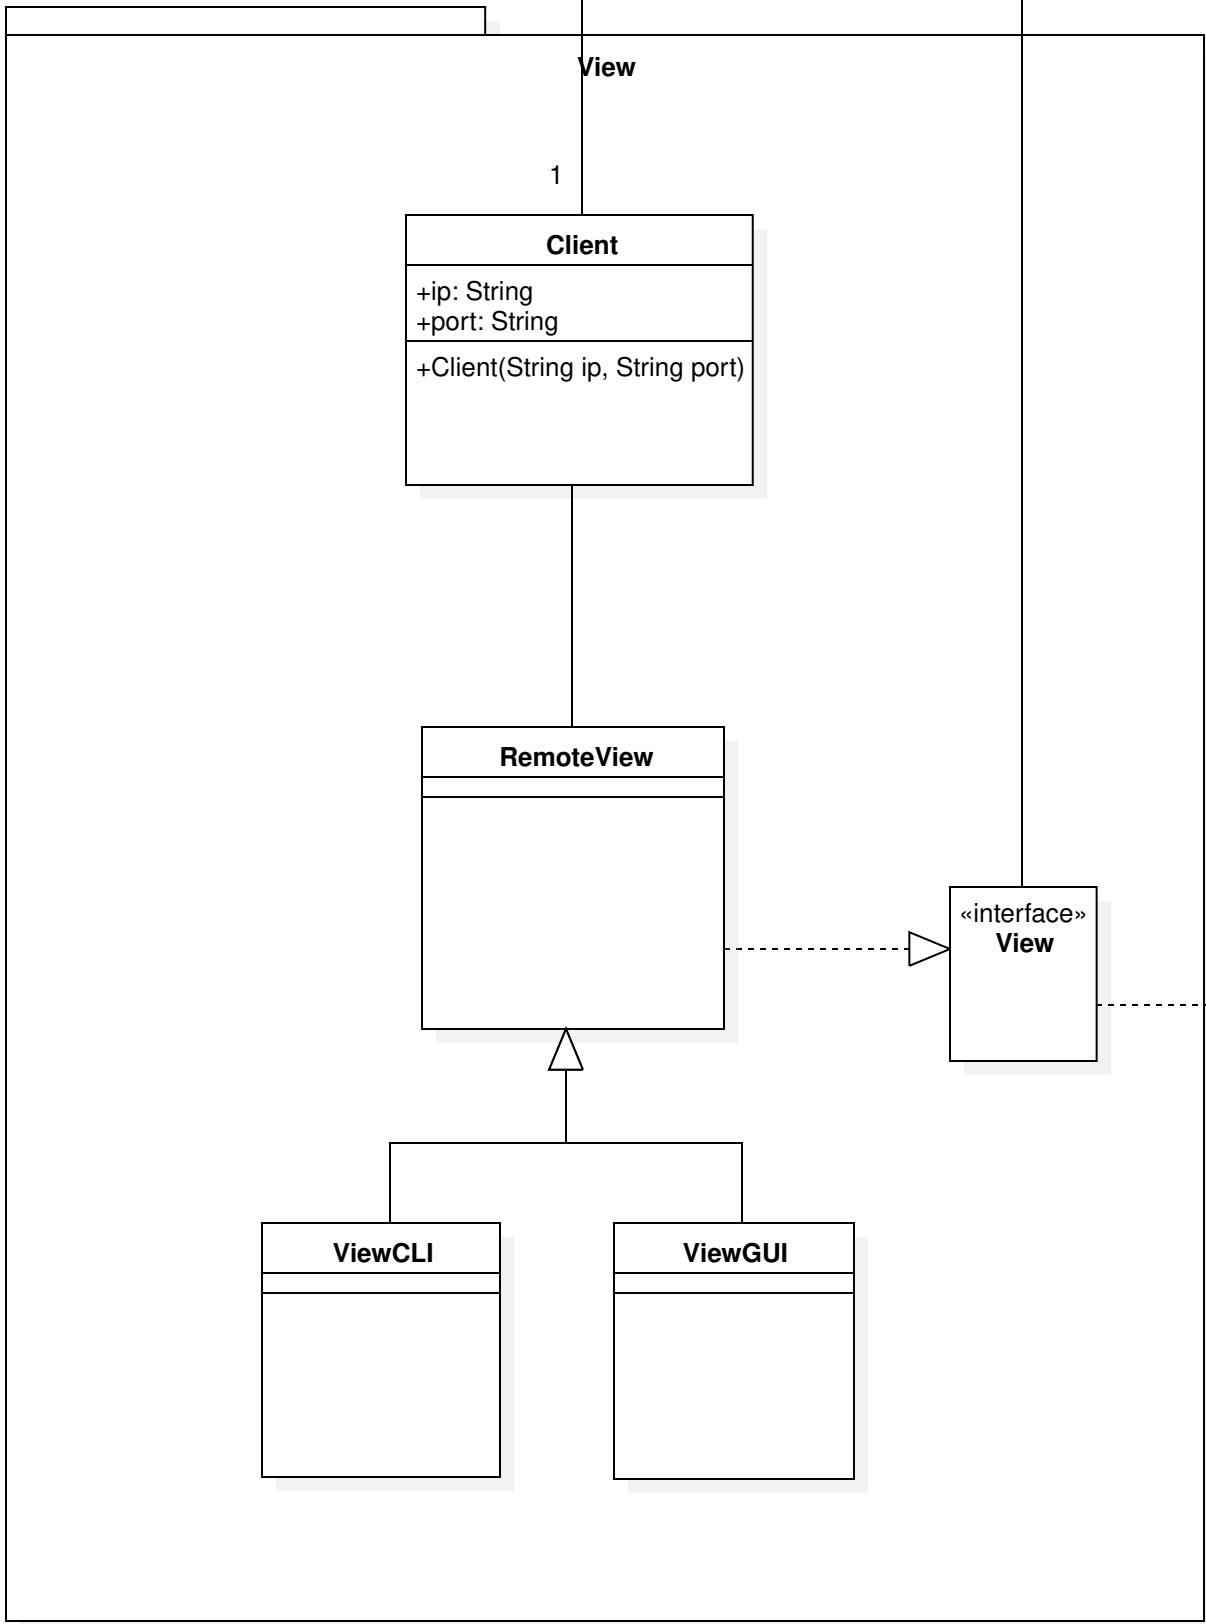 View
1
Client
+ip: String
+port: String
+Client(String ip, String port)
RemoteView
«interface»
View
ViewCLI
ViewGUI